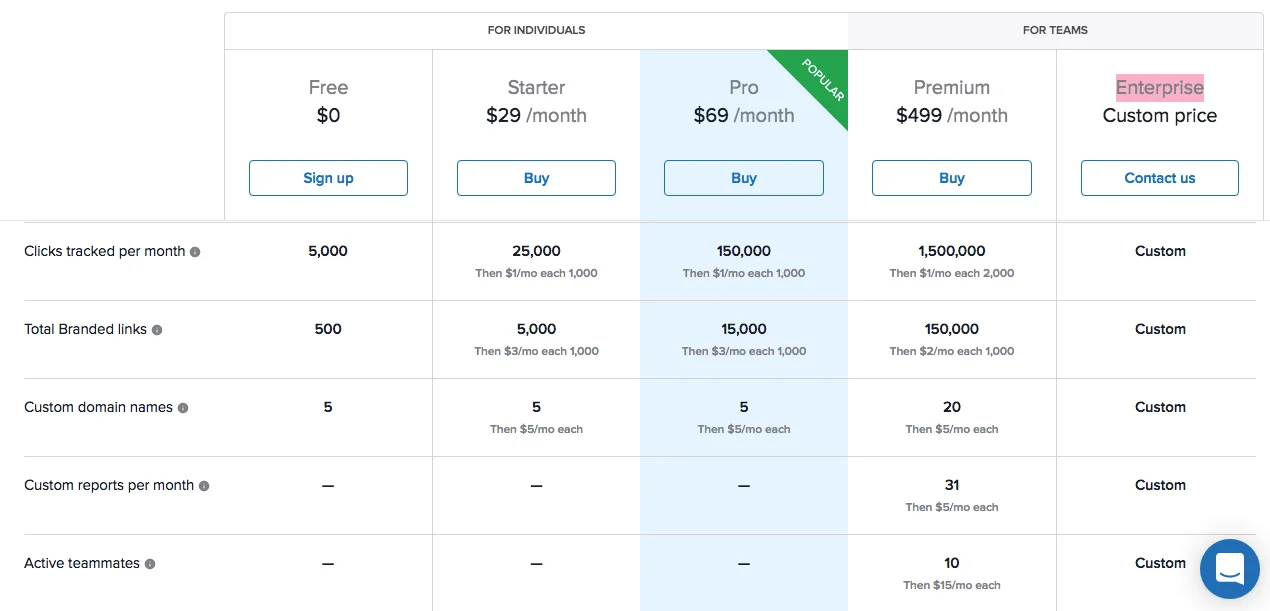 FOR INDIVIDUALS
FOR TEAMS
Free
$0
Sign up
Starter
$29 /month
Buy
Pro
$69 /month
POPULAR
Buy
Premium
$499 /month
Buy
Enterprise
Custom price
Contact us
Clicks tracked per month
5,000
25,000
Then $1/mo each 1,000
150,000
Then $1/mo each 1,000
1,500,000
Then $1/mo each 2,000
Custom
Total Branded links
500
5,000
Then $3/mo each 1,000
15,000
Then $3/mo each 1,000
150,000
Then $2/mo each 1,000
Custom
Custom domain names
5
5
Then $5/mo each
5
Then $5/mo each
20
Then $5/mo each
Custom
Custom reports per month
—
—
—
31
Then $5/mo each
Custom
Active teammates
—
—
—
10
Then $15/mo each
Custom